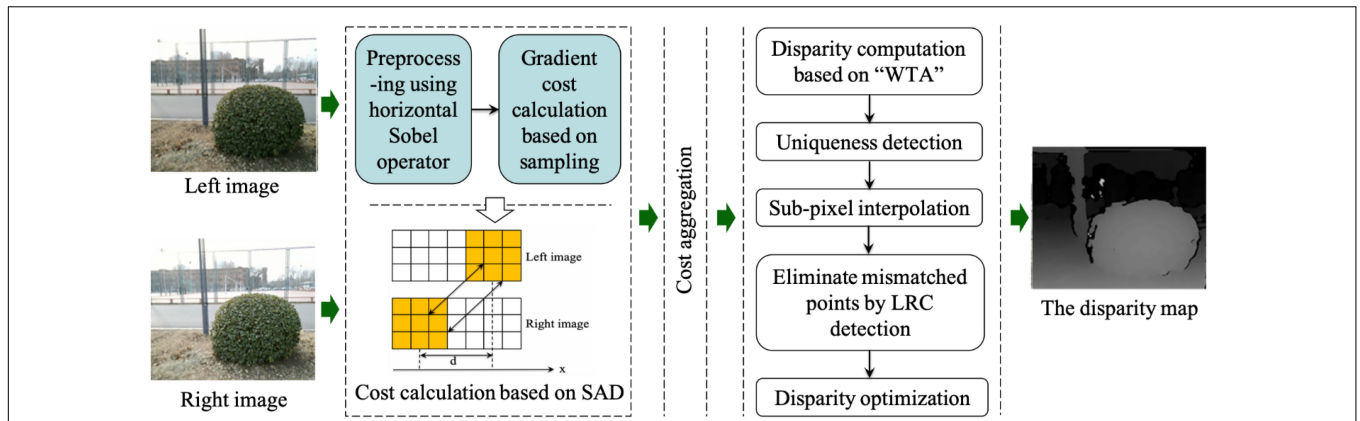 Left image
Right image
Preprocess
-ing using
horizontal
Sobel
operator
Gradient
cost
calculation
based on
sampling
Left image
Right image
d
x
Cost calculation based on SAD
Cost aggregation
Disparity computation
based on “WTA”
Uniqueness detection
Sub-pixel interpolation
Eliminate mismatched
points by LRC
detection
Disparity optimization
The disparity map